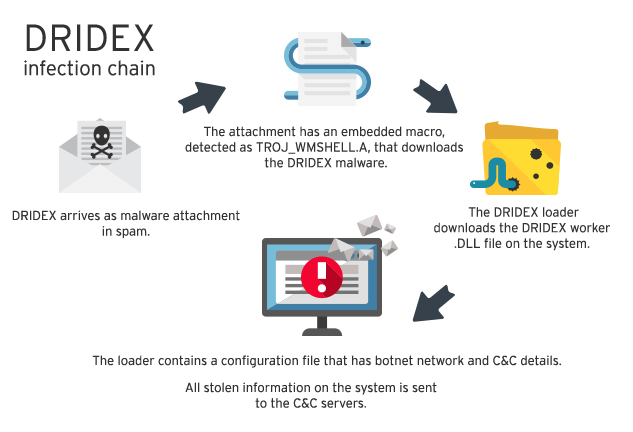 DRIDEX
infection chain
The attachment has an embedded macro,
detected as TROJ_WMSHELL.A, that downloads
the DRIDEX malware.
DRIDEX arrives as malware attachment
in spam.
The DRIDEX loader
downloads the DRIDEX worker
.DLL file on the system.
The loader contains a configuration file that has botnet network and C&C details.
All stolen information on the system is sent
to the C&C servers.